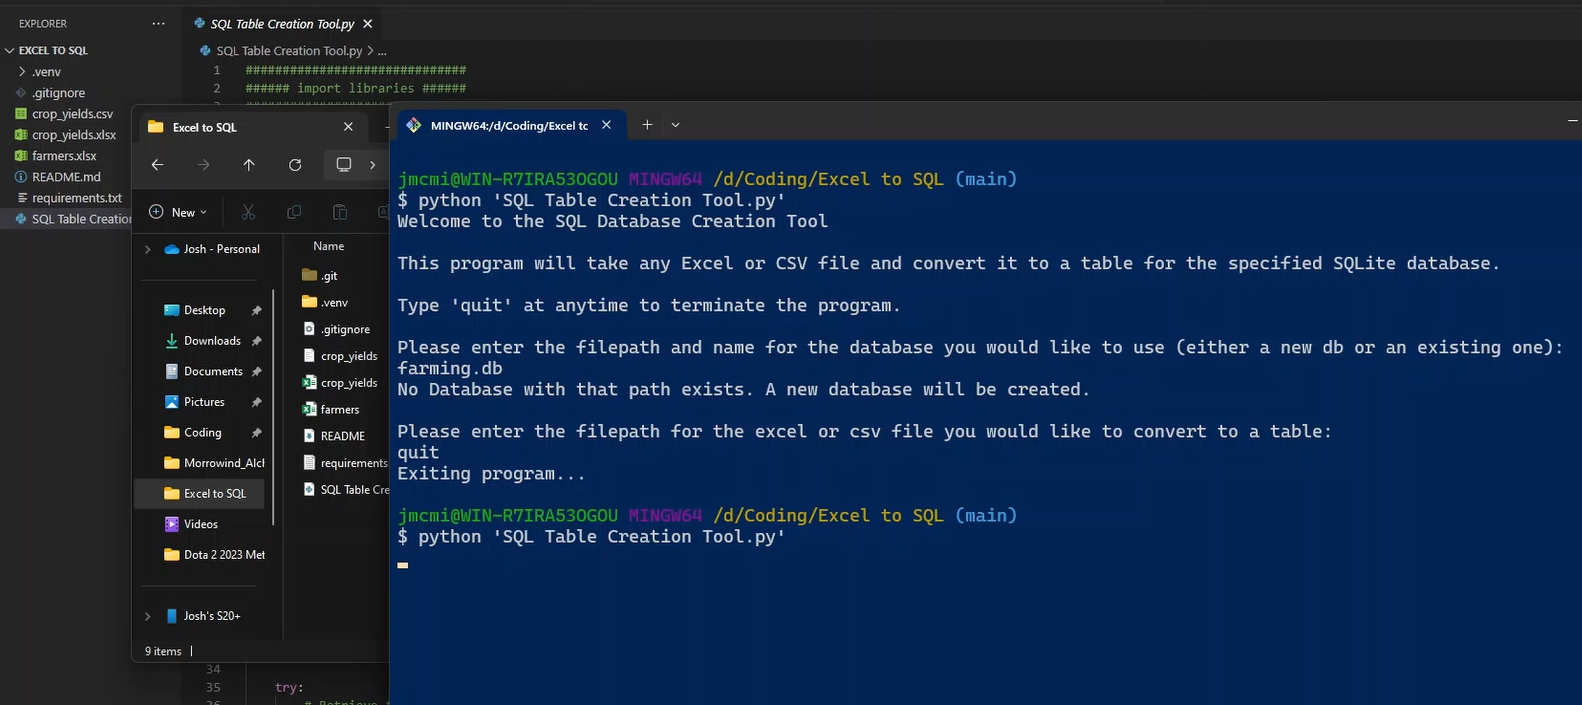 EXPLORER
EXCEL TO SQL
.venv
.gitignore
crop_yields.csv
crop_yields.xlsx
farmers.xlsx
README.md
requirements.txt
SQL Table Creation
SQL Table Creation Tool.py
SQL Table Creation Tool.py > ...
1 ##############################
2 ###### import libraries ######
Excel to SQL
New
Name
Josh - Personal
Desktop
Downloads
Documents
Pictures
Coding
Morrowind_Alch
Excel to SQL
Videos
Dota 2 2023 Met
Josh's S20+
.git
.venv
.gitignore
crop_yields
crop_yields
farmers
README
requirements
SQL Table Cre
9 items
MINGW64:/d/Coding/Excel to
jmcmi@WIN-R7IRA53OGOU MINGW64 /d/Coding/Excel to SQL (main)
$ python 'SQL Table Creation Tool.py'
Welcome to the SQL Database Creation Tool
This program will take any Excel or CSV file and convert it to a table for the specified SQLite database.
Type 'quit' at anytime to terminate the program.
Please enter the filepath and name for the database you would like to use (either a new db or an existing one):
farming.db
No Database with that path exists. A new database will be created.
Please enter the filepath for the excel or csv file you would like to convert to a table:
quit
Exiting program...
jmcmi@WIN-R7IRA53OGOU MINGW64 /d/Coding/Excel to SQL (main)
$ python 'SQL Table Creation Tool.py'
34
35 try: